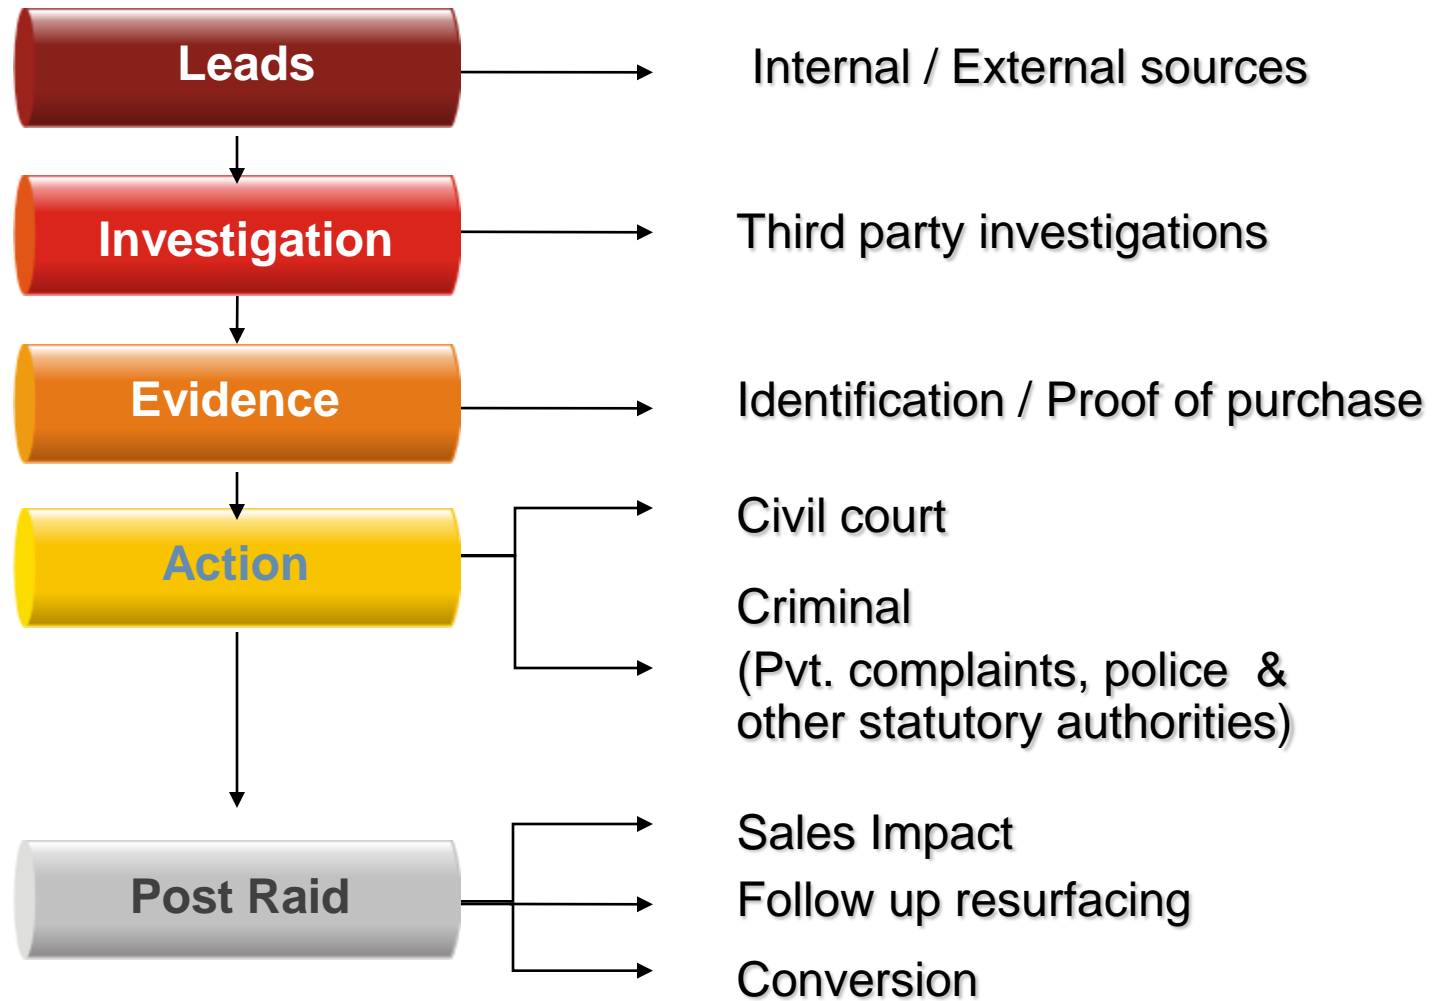 Leads
Internal / External sources
Investigation
Third party investigations
Evidence
Identification / Proof of purchase
Action
Civil court
Criminal
(Pvt. complaints, police & 
other statutory authorities)
Post Raid
Sales Impact
Follow up resurfacing
Conversion